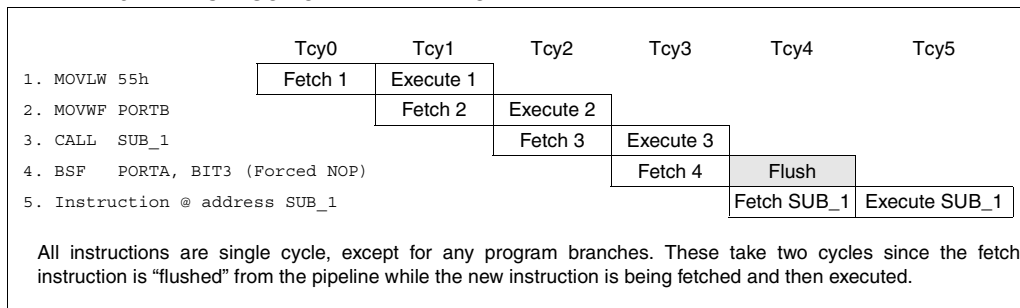 Tcy0 Tcy1 Tcy2 Tcy3 Tcy4 Tcy5
1. MOVLW 55h Fetch 1 Execute 1
2. MOVWF PORTB Fetch 2 Execute 2
3. CALL SUB_1 Fetch 3 Execute 3
4. BSF PORTA, BIT3 (Forced NOP) Fetch 4 Flush
5. Instruction @ address SUB_1 Fetch SUB_1 Execute SUB_1
All instructions are single cycle, except for any program branches. These take two cycles since the fetch
instruction is “flushed” from the pipeline while the new instruction is being fetched and then executed.